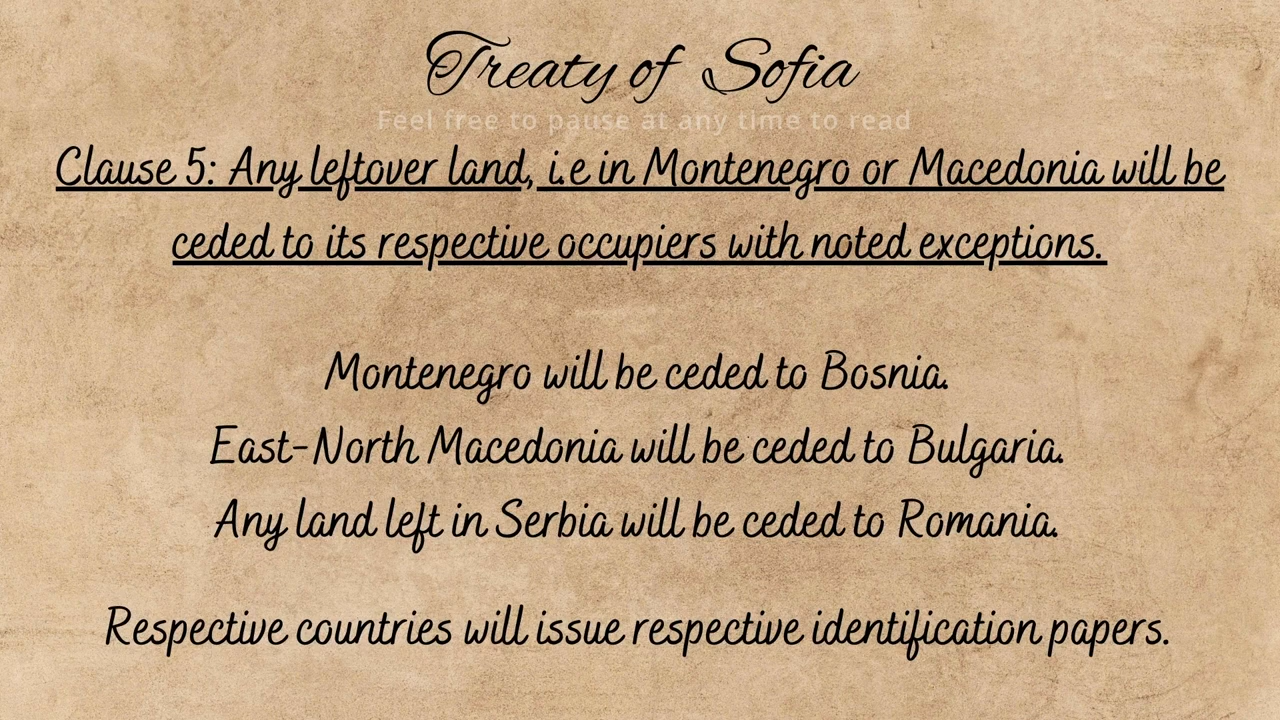 Treaty of Sofia
Feel free to pause at any time to read
Clause 5: Any leftover land, i.e in Montenegro or Macedonia will be
ceded to its respective occupiers with noted exceptions.
Montenegro will be ceded to Bosnia.
East-North Macedonia will be ceded to Bulgaria.
Any land left in Serbia will be ceded to Romania.
Respective countries will issue respective identification papers.